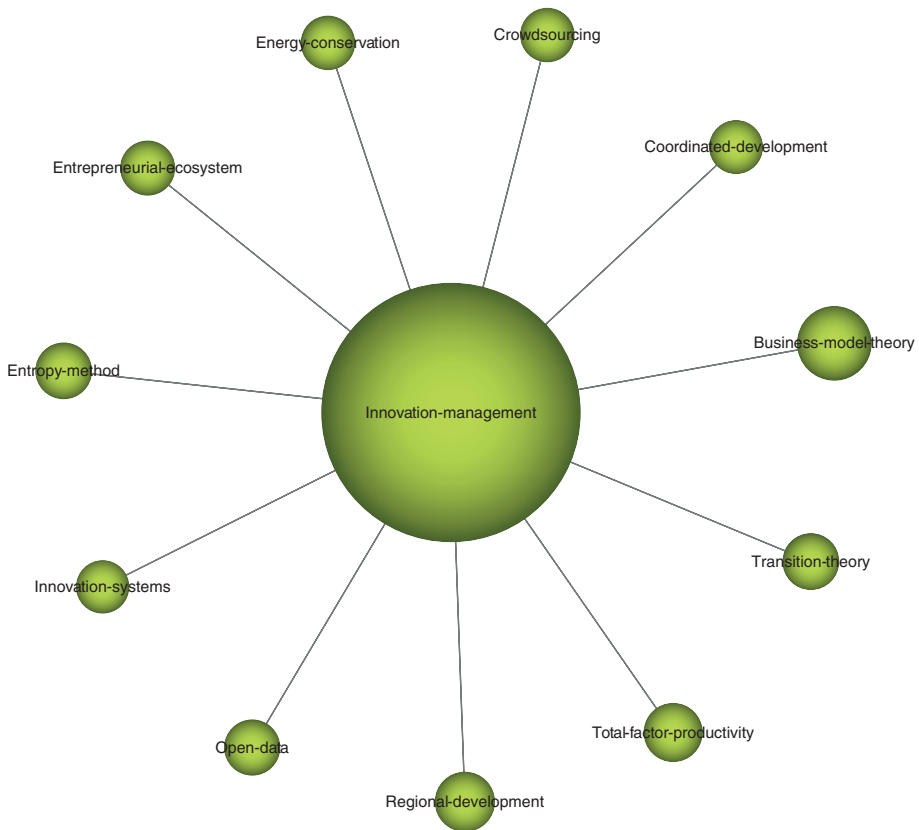 Crowdsourcing
Energy-conservation
Coordinated-development
Entrepreneurial-ecosystem
Business-model-theory
Entropy-method
Innovation-management
Transition-theory
Innovation-systems
Total-factor-productivity
Open-data
Regional-development